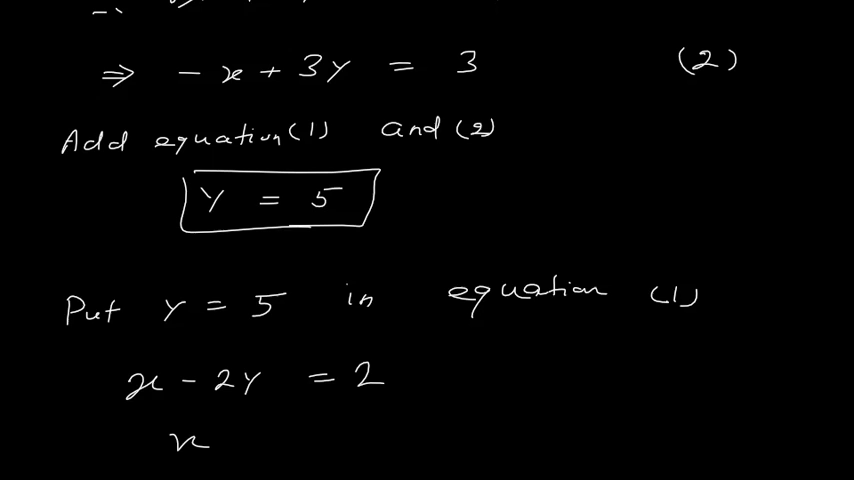 ⇒ - x + 3y = 3 (2)
Add equation (1) and (2)
y = 5
Put y = 5 in equation (1)
x - 2y = 2
x